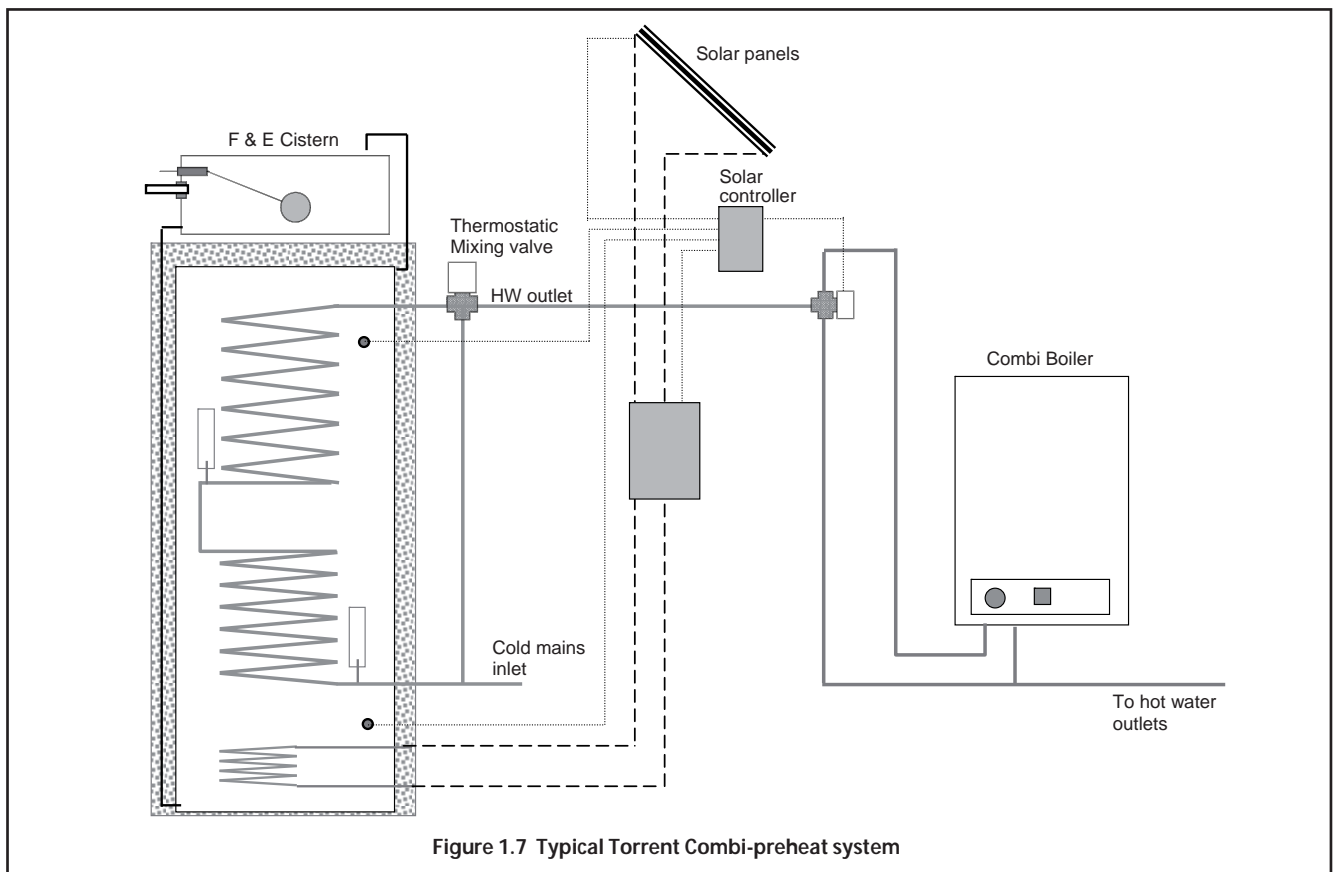 Solar panels
F & E Cistern
Solar
controller
Thermostatic
Mixing valve
HW outlet
Combi Boiler
Cold mains
inlet
To hot water
outlets
Figure 1.7 Typical Torrent Combi-preheat system